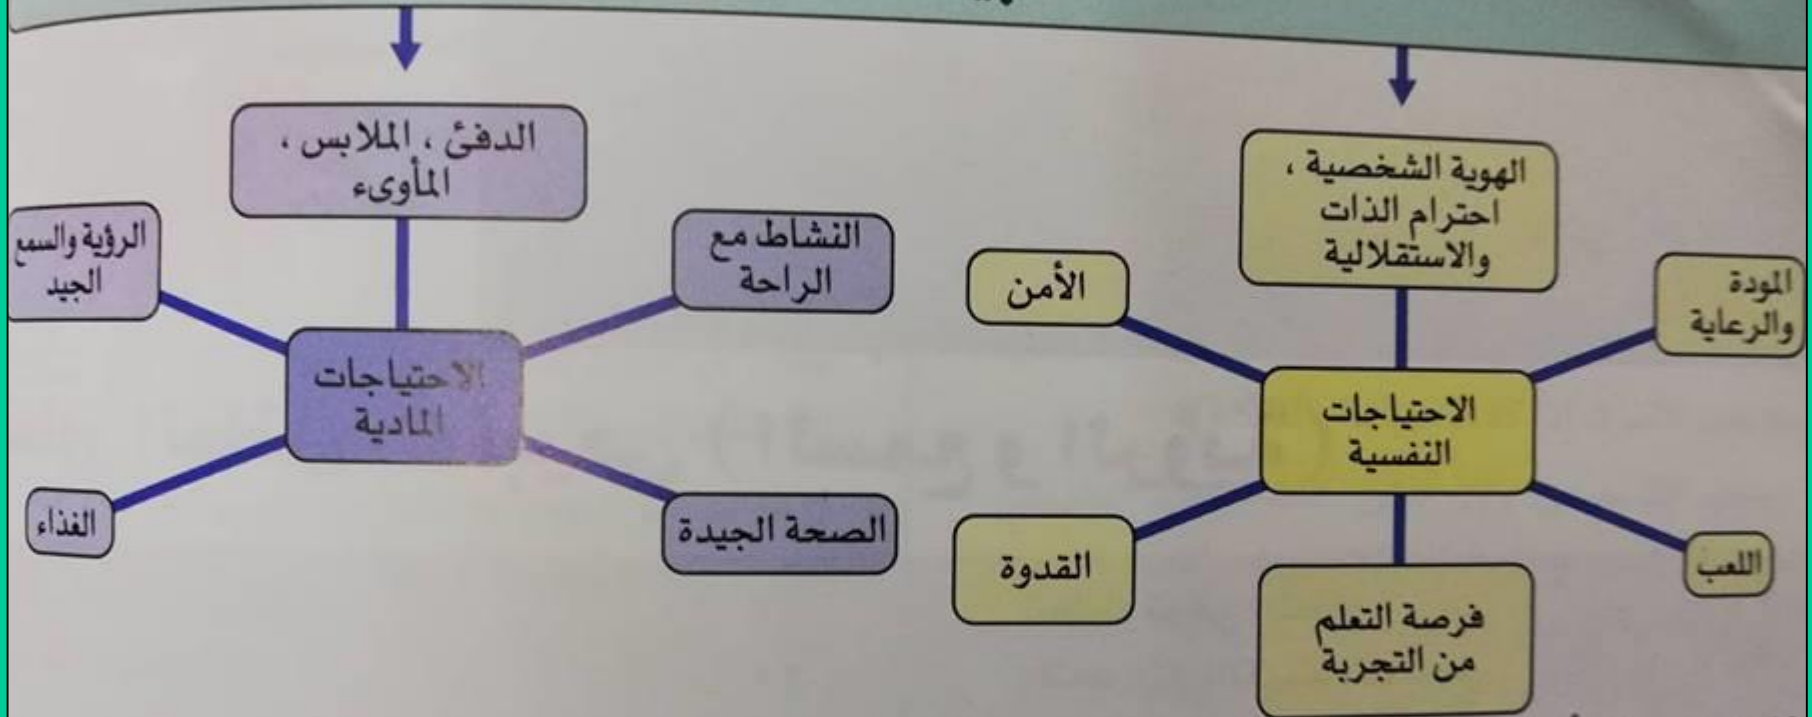 الهوية الشخصية ،
احترام الذات
والاستقلالية
المودة
والرعاية
الأمن
الاحتياجات
النفسية
اللعب
القدوة
فرصة التعلم
من التجربة
الدفئ ، الملابس ،
المأوىء
النشاط مع
الراحة
الرؤية والسمع
الجيد
الاحتياجات
المادية
الصحة الجيدة
الغذاء